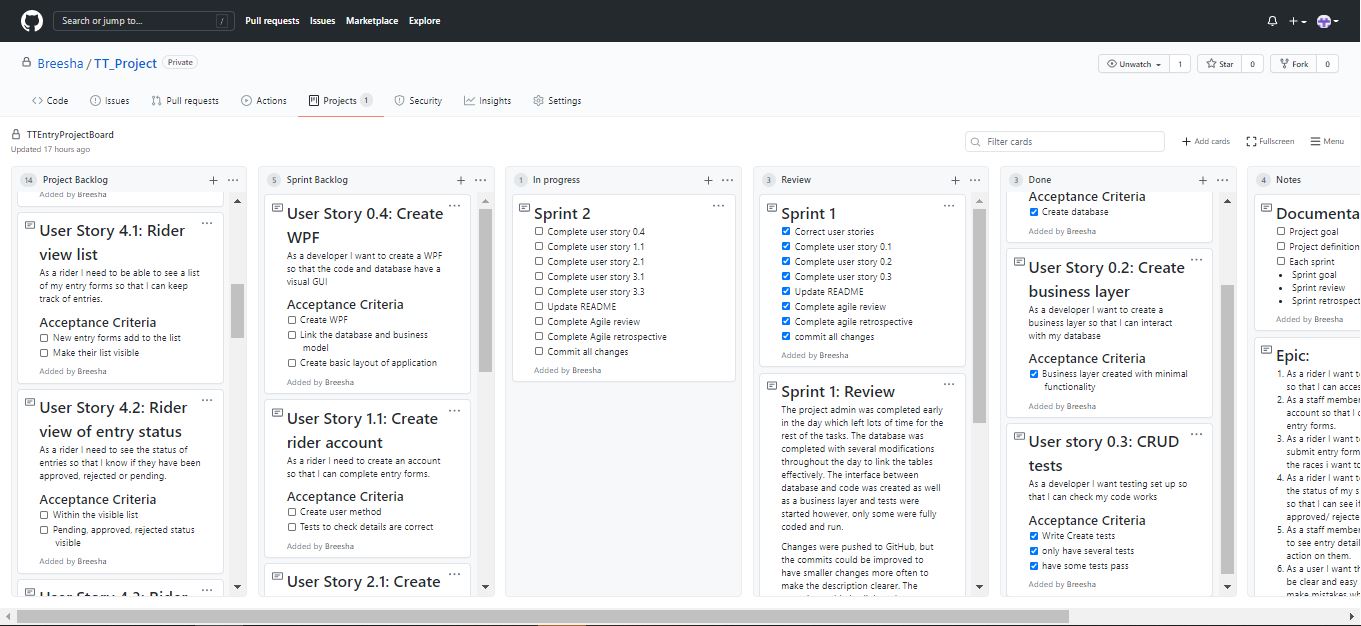 Search or jump to...
/
Pull requests
Issues
Marketplace
Explore
Breesha / TT_Project
Private
Unwatch
1
Star
0
Fork
0
Code
Issues
Pull requests
Actions
Projects 1
Security
Insights
Settings
TTEntryProjectBoard
Updated 17 hours ago
Filter cards
Add cards
Fullscreen
Menu
14 Project Backlog
Added by Breesha
User Story 4.1: Rider
view list
As a rider I need to be able to see a list
of my entry forms so that I can keep
track of entries.
Acceptance Criteria
New entry forms add to the list
Make their list visible
Added by Breesha
User Story 4.2: Rider
view of entry status
As a rider I need to see the status of
entries so that I know if they have been
approved, rejected or pending.
Acceptance Criteria
Within the visible list
Pending, approved, rejected status
visible
Added by Breesha
User Story 4.3: Rider
5 Sprint Backlog
User Story 0.4: Create
WPF
As a developer I want to create a WPF
so that the code and database have a
visual GUI
Acceptance Criteria
Create WPF
Link the database and business
model
Create basic layout of application
Added by Breesha
User Story 1.1: Create
rider account
As a rider I need to create an account
so that I can complete entry forms.
Acceptance Criteria
Create user method
Tests to check details are correct
Added by Breesha
User Story 2.1: Create
1 In progress
Sprint 2
Complete user story 0.4
Complete user story 1.1
Complete user story 2.1
Complete user story 3.1
Complete user story 3.3
Update README
Complete Agile review
Complete Agile retrospective
Commit all changes
Added by Breesha
3 Review
Sprint 1
Correct user stories
Complete user story 0.1
Complete user story 0.2
Complete user story 0.3
Update README
Complete agile review
Complete agile retrospective
commit all changes
Added by Breesha
Sprint 1: Review
The project admin was completed early
in the day which left lots of time for the
rest of the tasks. The database was
completed with several modifications
throughout the day to link the tables
effectively. The interface between
database and code was created as well
as a business layer and tests were
started however, only some were fully
coded and run.
Changes were pushed to GitHub, but
the commits could be improved to
have smaller changes more often to
make the description clearer. The
3 Done
Acceptance Criteria
Create database
Added by Breesha
User Story 0.2: Create
business layer
As a developer I want to create a
business layer so that I can interact
with my database
Acceptance Criteria
Business layer created with minimal
functionality
Added by Breesha
User story 0.3: CRUD
tests
As a developer I want testing set up so
that I can check my code works
Acceptance Criteria
Write Create tests
only have several tests
have some tests pass
Added by Breesha
4 Notes
Documenta
Project goal
Project definition
Each sprint
Sprint goal
Sprint review
Sprint retrospect
Added by Breesha
Epic:
1. As a rider I want t
so that I can acces
2. As a staff member
account so that I c
entry forms.
3. As a rider I want t
submit entry form
the races i want to
4. As a rider I want t
the status of my s
so that I can see if
approved/ rejecte
5. As a staff member
to see entry detail
action on them.
6. As a user I want th
be clear and easy
make mistakes wh